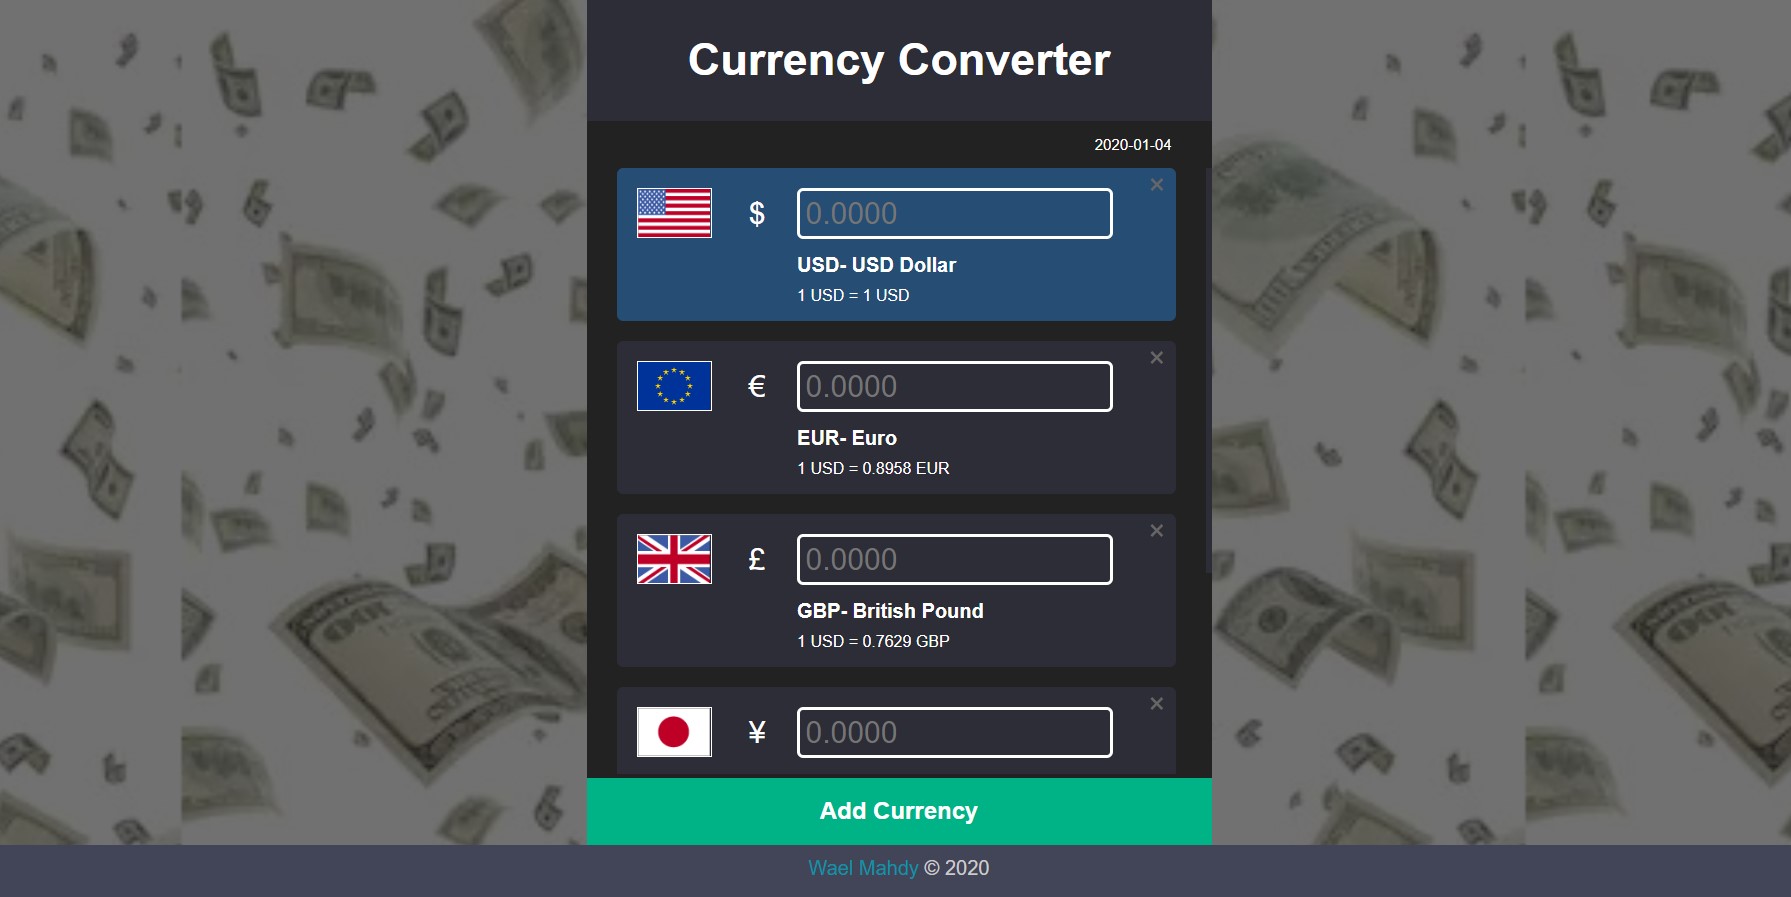 Currency Converter
2020-01-04
$ 0.0000 ×
USD- USD Dollar
1 USD = 1 USD
€ 0.0000 ×
EUR- Euro
1 USD = 0.8958 EUR
£ 0.0000 ×
GBP- British Pound
1 USD = 0.7629 GBP
¥ 0.0000 ×
Add Currency
Wael Mahdy © 2020